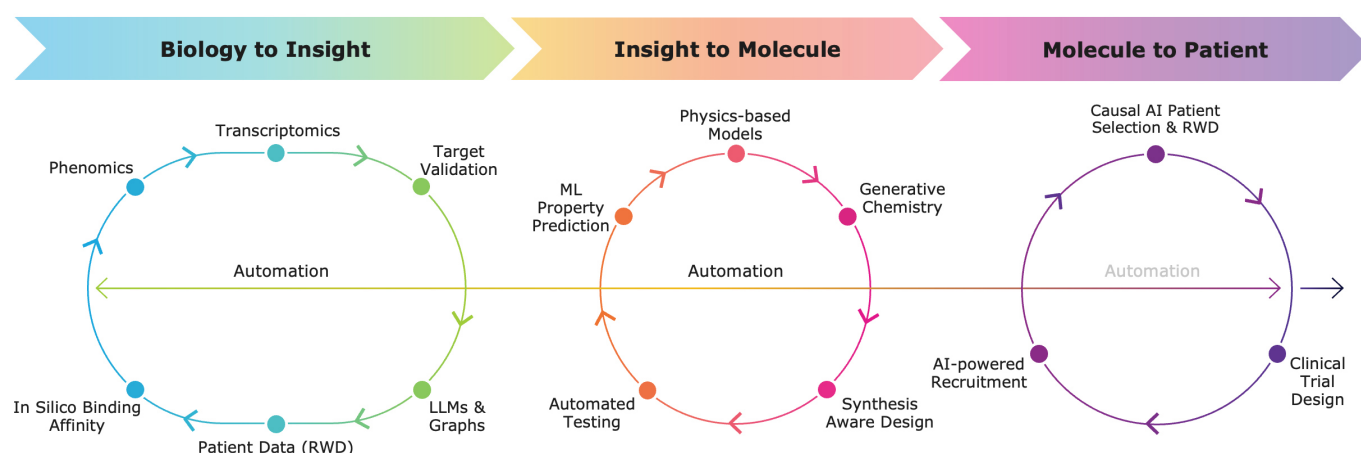 Biology to Insight
Insight to Molecule
Molecule to Patient
Transcriptomics
Phenomics
Target
Validation
Automation
In Silico Binding
Affinity
Patient Data (RWD)
LLMs &
Graphs
Physics-based
Models
ML
Property
Prediction
Generative
Chemistry
Automation
Automated
Testing
Synthesis
Aware Design
Causal AI Patient
Selection & RWD
Automation
AI-powered
Recruitment
Clinical
Trial
Design